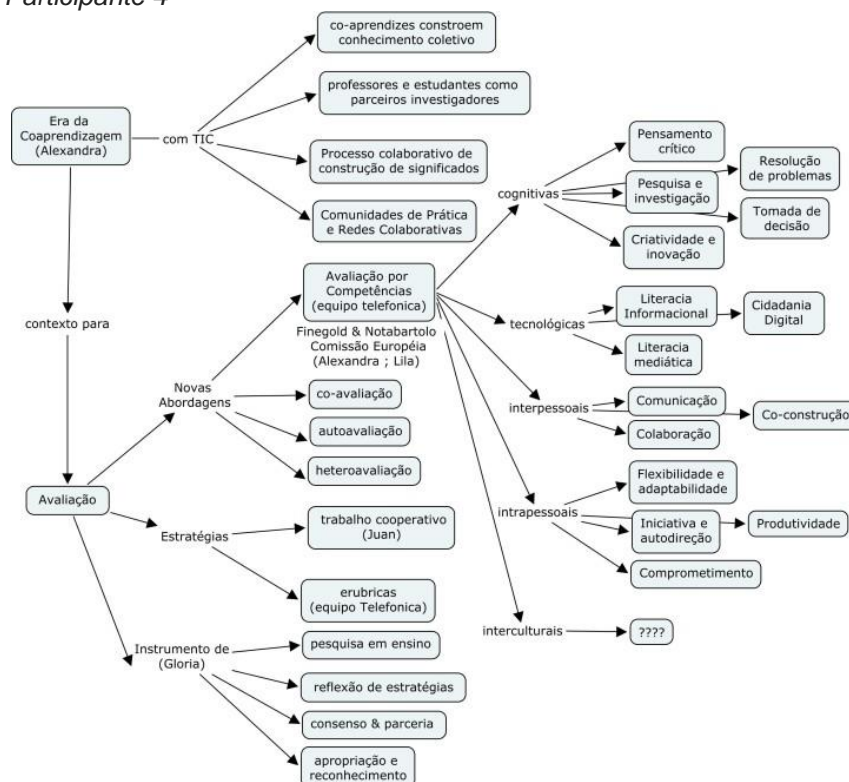 Participante 4
co-aprendizes constroem
conhecimento coletivo
professores e estudantes como
parceiros investigadores
Era da
Coaprendizagem
(Alexandra)
com TIC
Processo colaborativo de
construção de significados
Comunidades de Prática
e Redes Colaborativas
Pensamento
crítico
Resolução
de problemas
cognitivas
Pesquisa e
investigação
Tomada de
decisão
Criatividade e
inovação
contexto para
Avaliação por
Competências
(equipo telefonica)
Finegold & Notabartolo
Comissão Européia
(Alexandra ; Lila)
tecnológicas
Literacia
Informacional
Cidadania
Digital
Literacia
mediática
Novas
Abordagens
co-avaliação
autoavaliação
heteroavaliação
interpessoais
Comunicação
Co-construção
Colaboração
Avaliação
Flexibilidade e
adaptabilidade
intrapessoais
Iniciativa e
autodireção
Produtividade
Comprometimento
Estratégias
trabalho cooperativo
(Juan)
erubricas
(equipo Telefonica)
interculturais
????
Instrumento de
(Gloria)
pesquisa em ensino
reflexão de estratégias
consenso & parceria
apropriação e
reconhecimento